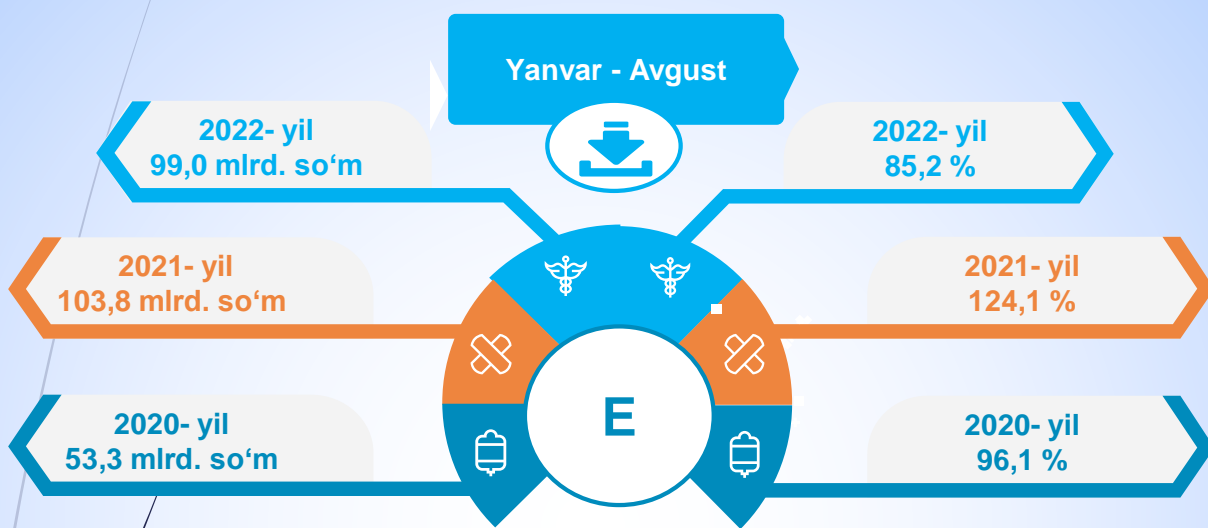 Yanvar - Avgust
2022- yil
99,0 mlrd. so‘m
2022- yil
85,2 %
2021- yil
103,8 mlrd. so‘m
2021- yil
124,1 %
E
2020- yil
53,3 mlrd. so‘m
2020- yil
96,1 %